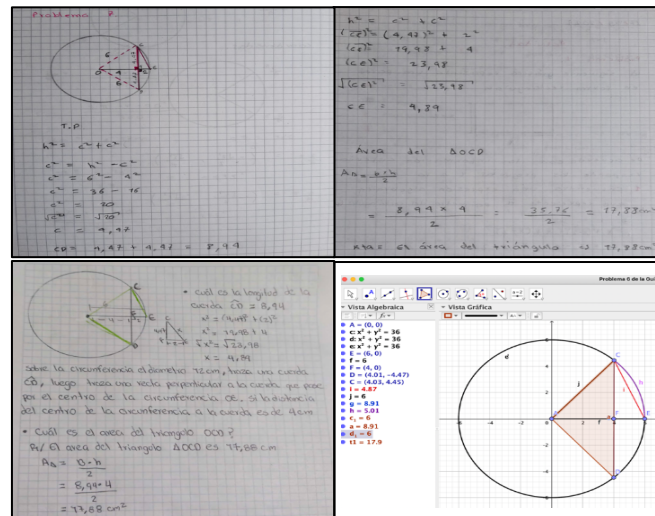 Problema P
6
O
4
6
T.P
h² = c² + c²
c² = h² - c²
c² = 6² - 4²
c² = 36 - 16
c² = 20
√c² = √20
c = 4,47
CD = 4,47 + 4,47 = 8,94
h² = c² + c²
(CE)² = (4,47)² + 2²
(CE)² = 19,98 + 4
(CE)² = 23,98
√(CE)² = √23,98
CE = 4,89
Área del ΔOCD
A△ = b•h
2
= 8,94 × 4 = 35,76 = 17,88 cm²
2 2
Rta = El área del triángulo es 17,88 cm²
C
E
D
• Cuál es la longitud de la
cuerda CD = 8,94
x² = (4,47)² + (2)²
x² = 19,98 + 4
√x² = √23,98
x = 4,89
Sobre la circunferencia el diametro 12cm, traza una cuerda
CD, luego traza una recta perpendicular a la cuerda que pase
por el centro de la circunferencia OE. Si la distancia
del centro de la circunferencia a la cuerda es de 4cm
• Cuál es el area del triangulo OCD?
R/ El area del triangulo ΔOCD es 17,88 cm
A△ = B·h
2
= 8,94·4
2
= 17,88 cm²
Problema 6 de la Guí
Vista Algebraica
Vista Gráfica
A = (0, 0)
c: x² + y² = 36
d: x² + y² = 36
e: x² + y² = 36
E = (6, 0)
f = 6
F = (4, 0)
D = (4.01, -4.47)
C = (4.03, 4.45)
i = 4.87
j = 6
g = 8.91
h = 5.01
c₁ = 6
a = 8.91
d₁ = 6
t1 = 17.9